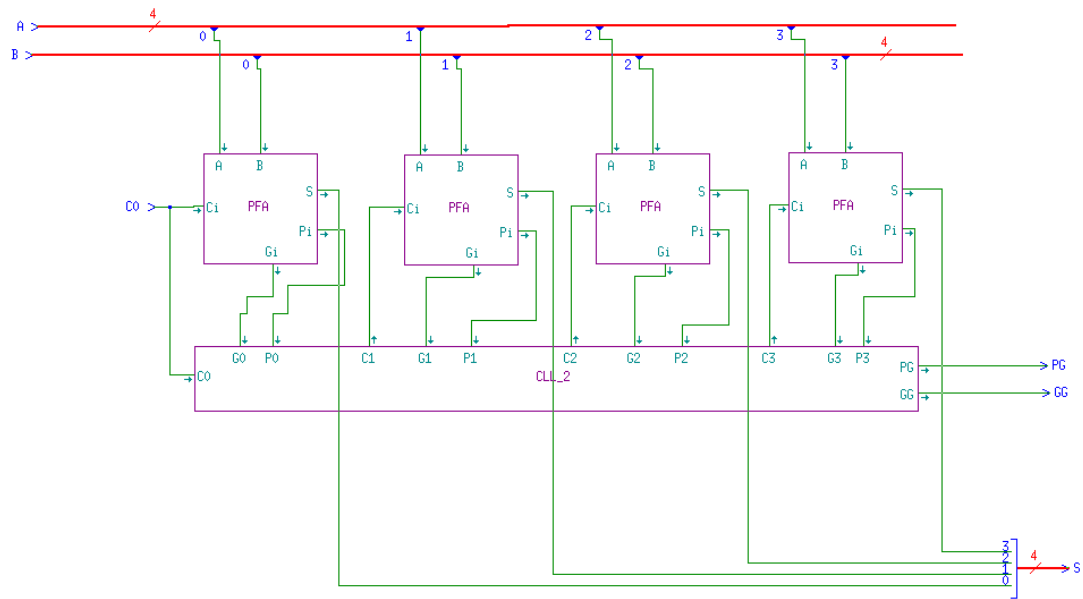 4
A
0 1 2 3
B 4
0 1 2 3
A B A B A B A B
S S S S
C0 Ci PFA Ci PFA Ci PFA Ci PFA
Pi Pi Pi Pi
Gi Gi Gi Gi
G0 P0 C1 G1 P1 C2 G2 P2 C3 G3 P3
PG PG
C0 CLL_2
GG GG
3
2 4
1 S
0